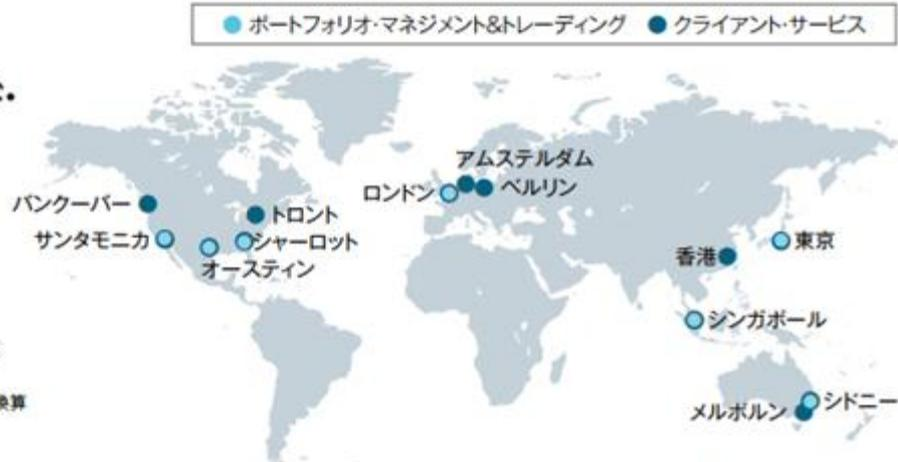 ポートフォリオ・マネジメント&トレーディング
クライアント・サービス
アムステルダム
ロンドン
ベルリン
バンクーバー
トロント
サンタモニカ
シャーロット
オースティン
香港
東京
シンガポール
シドニー
メルボルン
換算